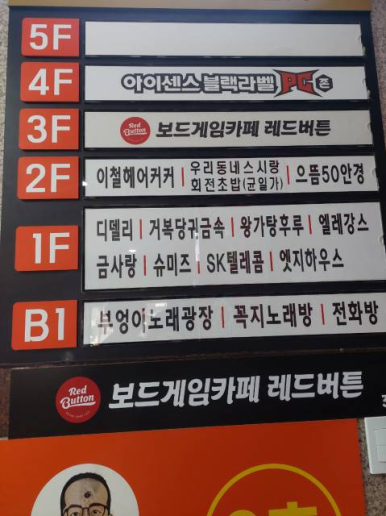 5F
4F
아이센스블랙라벨PC존
3F
Red Button 보드게임카페 레드버튼
2F
이철헤어커커 | 우리동네스시랑 회전초밥(균일가) | 으뜸50안경
1F
디델리 | 거북당귀금속 | 왕가탕후루 | 엘레강스
금사랑 | 슈미즈 | SK텔레콤 | 엣지하우스
B1
부엉이노래광장 | 꼭지노래방 | 전화방
Red Button 보드게임카페 레드버튼